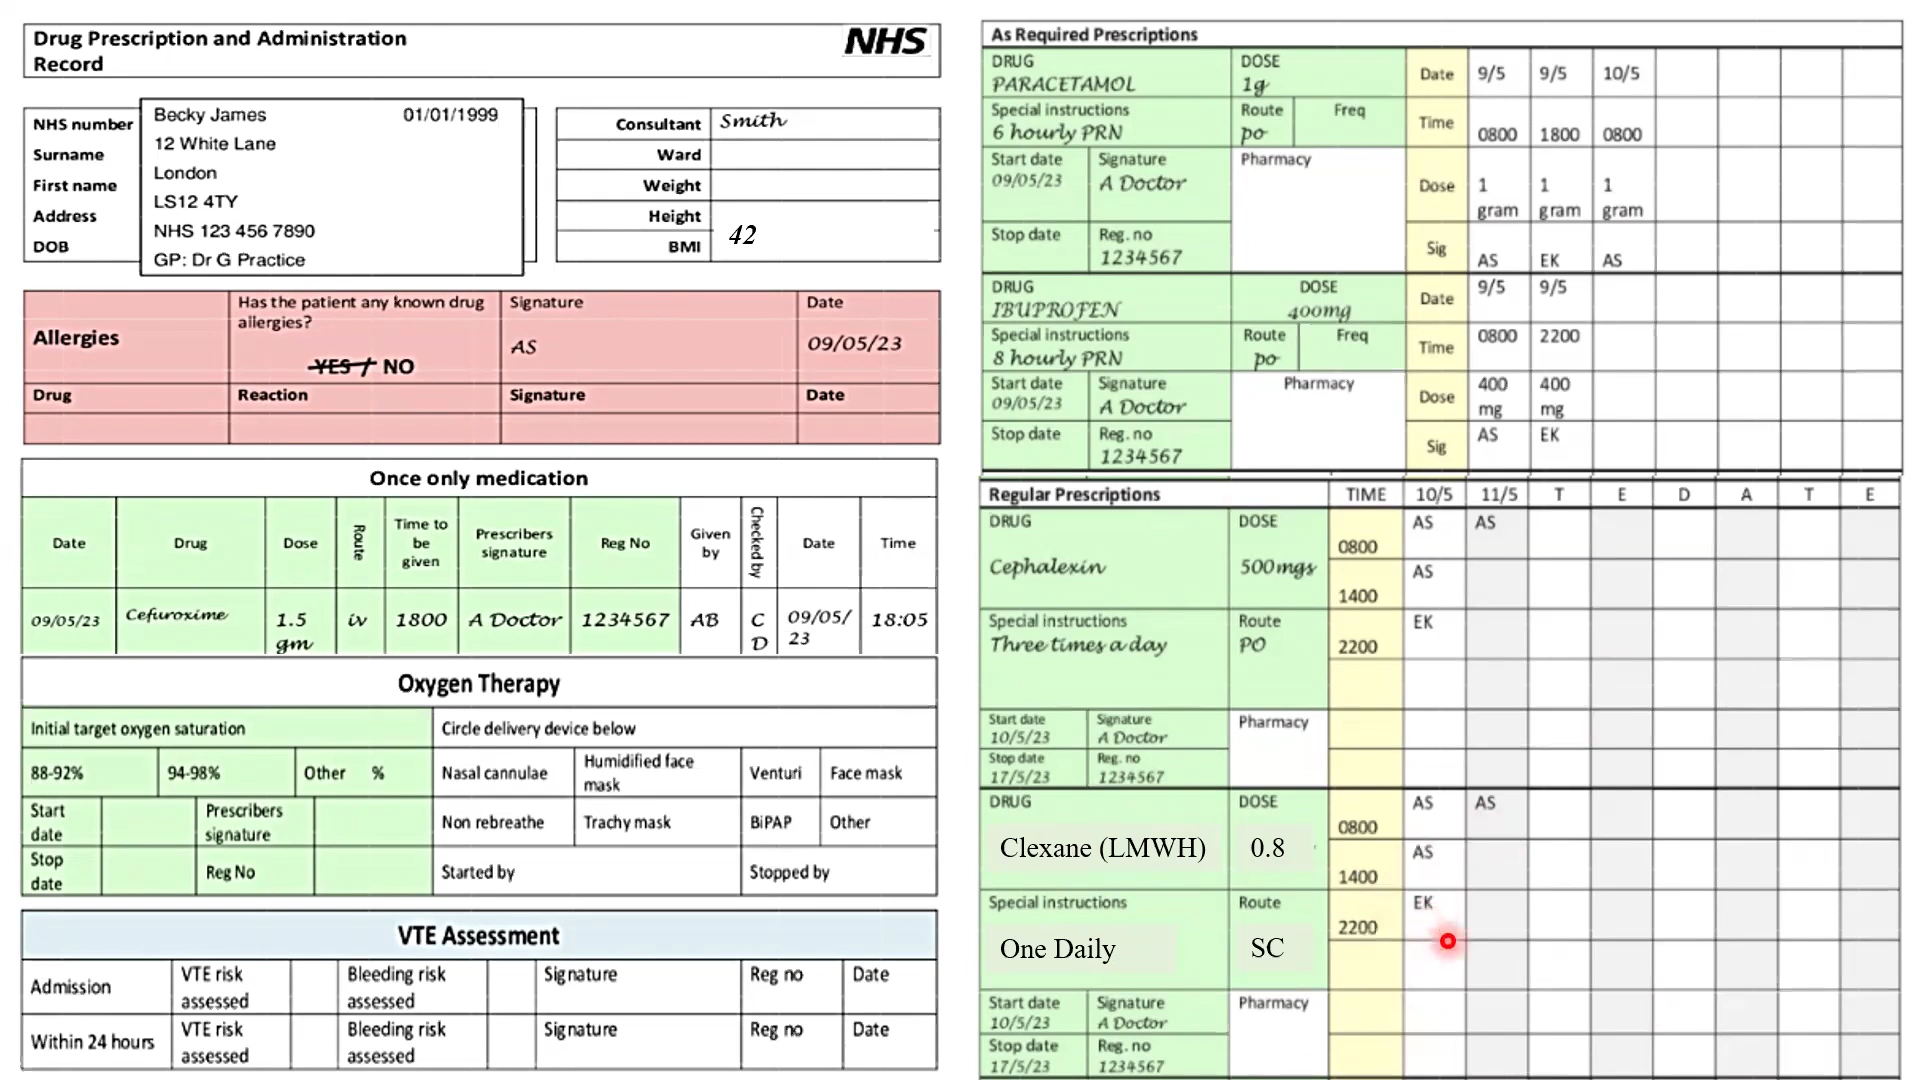 Drug Prescription and Administration
Record
NHS
NHS number
Surname
First name
Address
DOB
Becky James 01/01/1999
12 White Lane
London
LS12 4TY
NHS 123 456 7890
GP: Dr G Practice
Consultant Smith
Ward
Weight
Height
BMI 42
Allergies
Has the patient any known drug
allergies?
YES / NO
Signature
AS
Date
09/05/23
Drug Reaction Signature Date
Once only medication
Date Drug Dose Route Time to be given Prescribers signature Reg No Given by Checked by Date Time
09/05/23 Cefuroxime 1.5 gm iv 1800 A Doctor 1234567 AB C D 09/05/23 18:05
Oxygen Therapy
Initial target oxygen saturation Circle delivery device below
88-92% 94-98% Other % Nasal cannulae Humidified face mask Venturi Face mask
Start date Prescribers signature Non rebreathe Trachy mask BiPAP Other
Stop date Reg No Started by Stopped by
VTE Assessment
Admission VTE risk assessed Bleeding risk assessed Signature Reg no Date
Within 24 hours VTE risk assessed Bleeding risk assessed Signature Reg no Date
As Required Prescriptions
DRUG DOSE
PARACETAMOL 1g
Date 9/5 9/5 10/5
Special instructions Route Freq
6 hourly PRN po
Time 0800 1800 0800
Start date Signature Pharmacy
09/05/23 A Doctor
Dose 1 gram 1 gram 1 gram
Stop date Reg. no
1234567
Sig AS EK AS
DRUG DOSE
IBUPROFEN 400mg
Date 9/5 9/5
Special instructions Route Freq
8 hourly PRN po
Time 0800 2200
Start date Signature Pharmacy
09/05/23 A Doctor
Dose 400 mg 400 mg
Stop date Reg. no
1234567
Sig AS EK
Regular Prescriptions TIME 10/5 11/5 T E D A T E
DRUG DOSE
Cephalexin 500mgs
0800 AS AS
1400 AS
Special instructions Route
Three times a day PO
2200 EK
Start date Signature Pharmacy
10/5/23 A Doctor
Stop date Reg. no
17/5/23 1234567
DRUG DOSE
Clexane (LMWH) 0.8
0800 AS AS
1400 AS
Special instructions Route
One Daily SC
2200 EK
Start date Signature Pharmacy
10/5/23 A Doctor
Stop date Reg. no
17/5/23 1234567